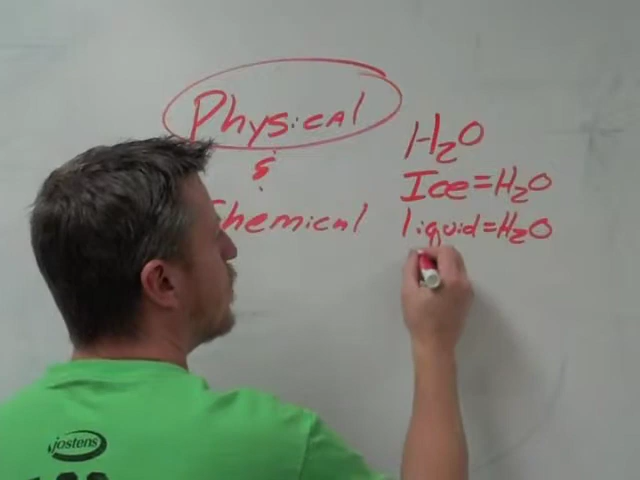 Physical
&
Chemical
H2O
Ice=H2O
liquid=H2O
jostens